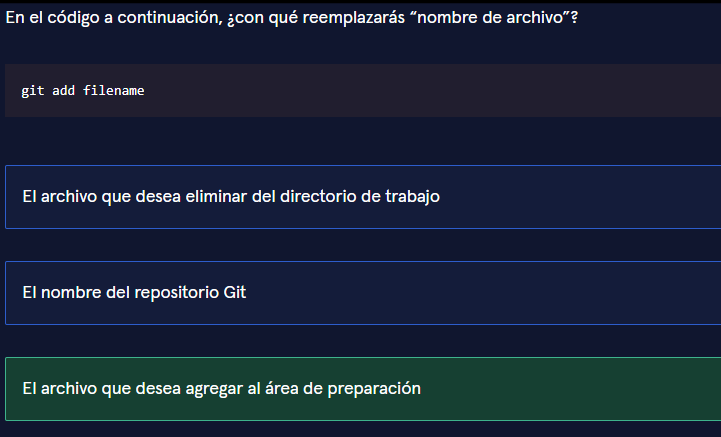 En el código a continuación, ¿con qué reemplazarás “nombre de archivo”?
git add filename
El archivo que desea eliminar del directorio de trabajo
El nombre del repositorio Git
El archivo que desea agregar al área de preparación